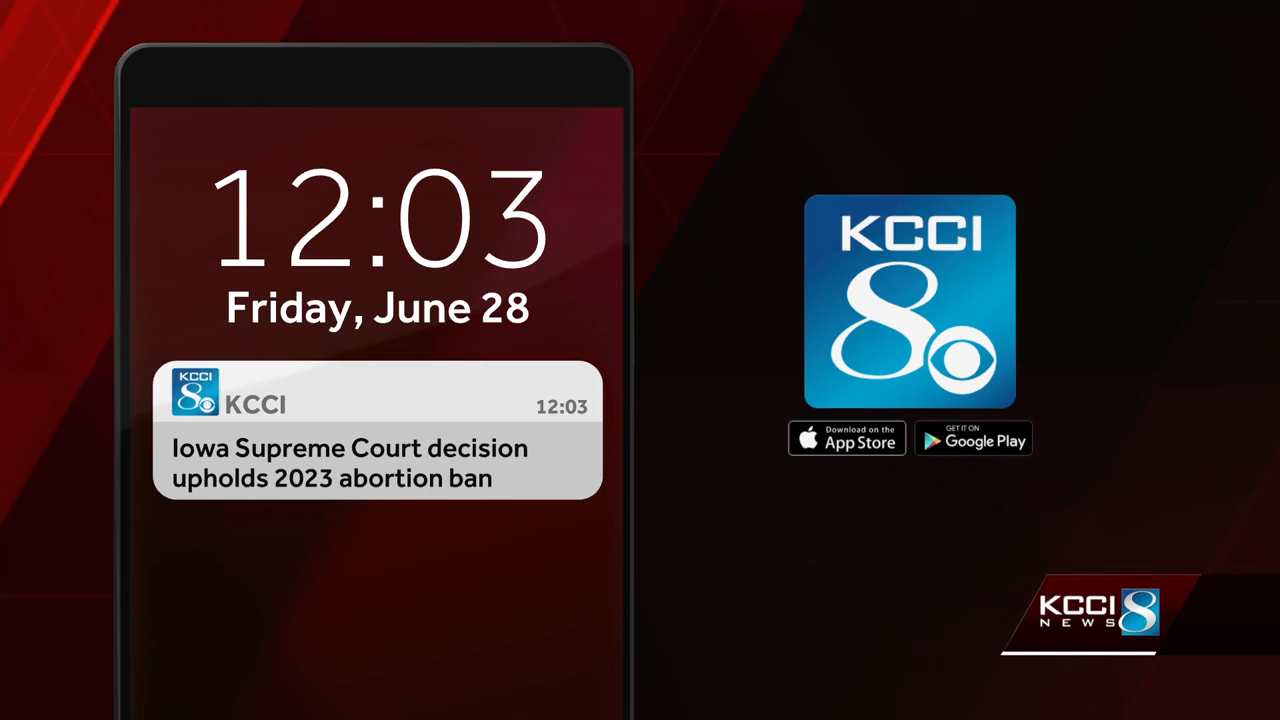 12:03
Friday, June 28
KCCI
8
KCCI
12:03
Iowa Supreme Court decision
upholds 2023 abortion ban
KCCI
8
Download on the
App Store
GET IT ON
Google Play
KCCI 8
NEWS